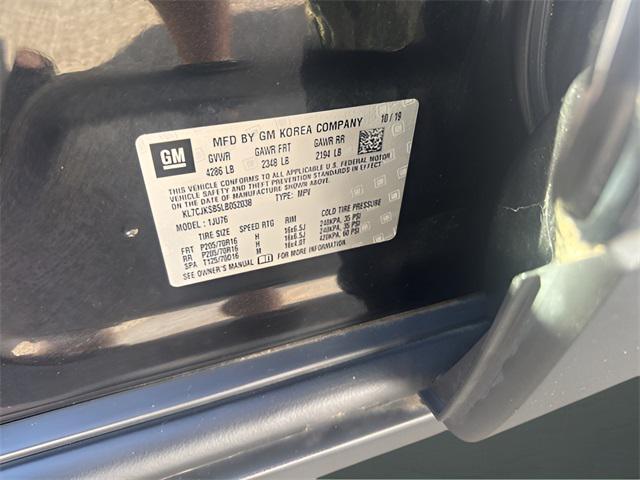 GM
MFD BY GM KOREA COMPANY 10/19
GVWR GAWR FRT GAWR RR
4286 LB 2348 LB 2194 LB
THIS VEHICLE CONFORMS TO ALL APPLICABLE U.S. FEDERAL MOTOR
VEHICLE SAFETY AND THEFT PREVENTION STANDARDS IN EFFECT
ON THE DATE OF MANUFACTURE SHOWN ABOVE.
KL7CJKSB5LB052038 TYPE: MPV
MODEL: 1JU76
TIRE SIZE SPEED RTG RIM COLD TIRE PRESSURE
FRT P205/70R16 H 16x6.5J 240KPA, 35 PSI
RR P205/70R16 H 16x6.5J 240KPA, 35 PSI
SPA T125/70D16 M 16x4.0T 420KPA, 60 PSI
SEE OWNER'S MANUAL FOR ADDITIONAL INFORMATION.